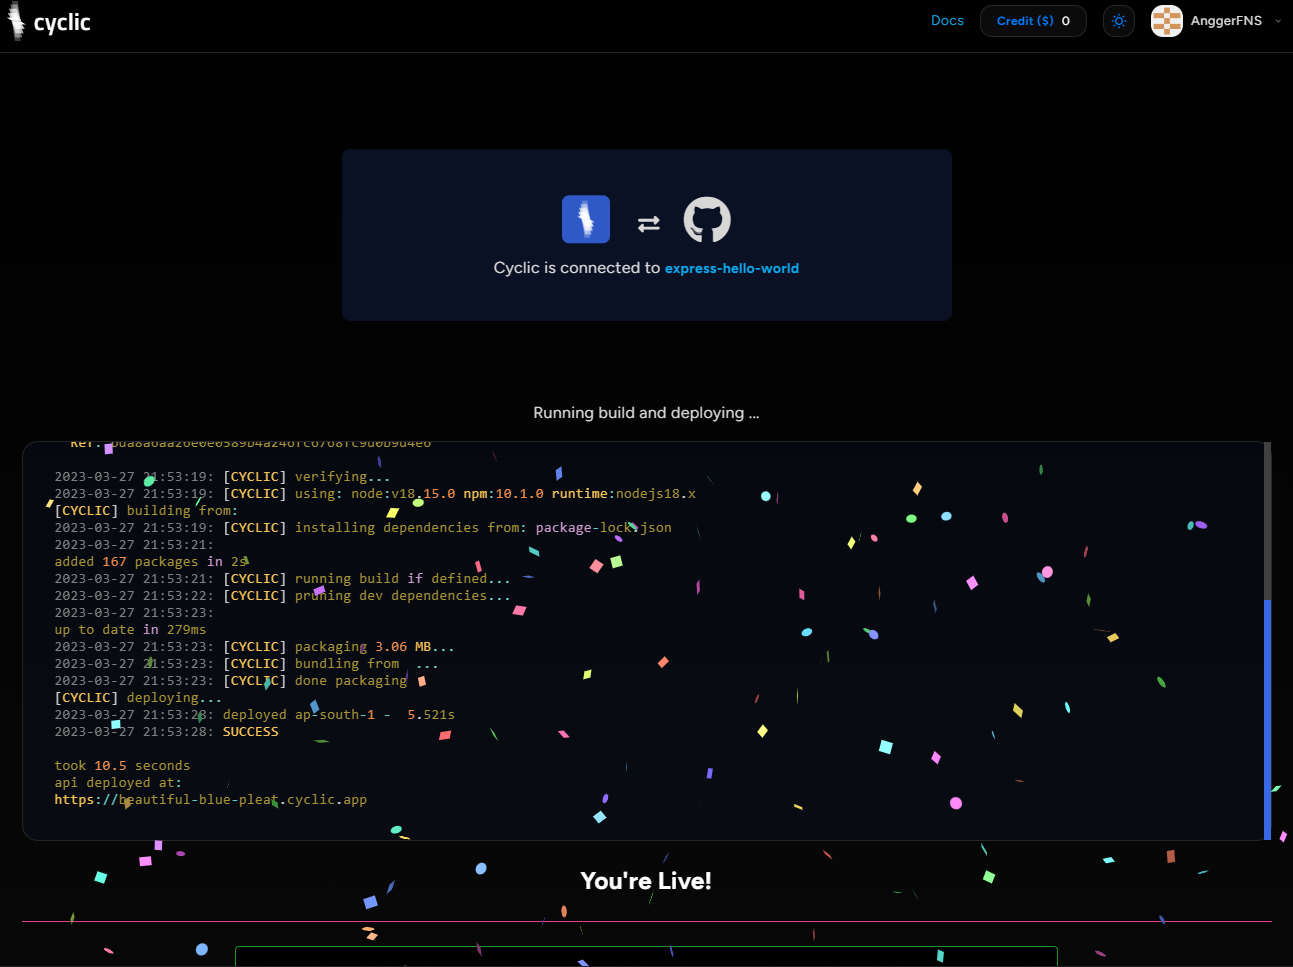 cyclic
Docs
Credit ($) 0
AnggerFNS
Cyclic is connected to express-hello-world
Running build and deploying ...
Ref:
2023-03-27 21:53:19: [CYCLIC] verifying...
2023-03-27 21:53:19: [CYCLIC] using: node:v18.15.0 npm:10.1.0 runtime:nodejs18.x
[CYCLIC] building from:
2023-03-27 21:53:19: [CYCLIC] installing dependencies from: package-lock.json
2023-03-27 21:53:21:
added 167 packages in 2s
2023-03-27 21:53:21: [CYCLIC] running build if defined...
2023-03-27 21:53:22: [CYCLIC] pruning dev dependencies...
2023-03-27 21:53:23:
up to date in 279ms
2023-03-27 21:53:23: [CYCLIC] packaging 3.06 MB...
2023-03-27 21:53:23: [CYCLIC] bundling from  ...
2023-03-27 21:53:23: [CYCLIC] done packaging
[CYCLIC] deploying...
2023-03-27 21:53:28: deployed ap-south-1 -  5.521s
2023-03-27 21:53:28: SUCCESS
took 10.5 seconds
api deployed at:
https://beautiful-blue-pleat.cyclic.app
You're Live!